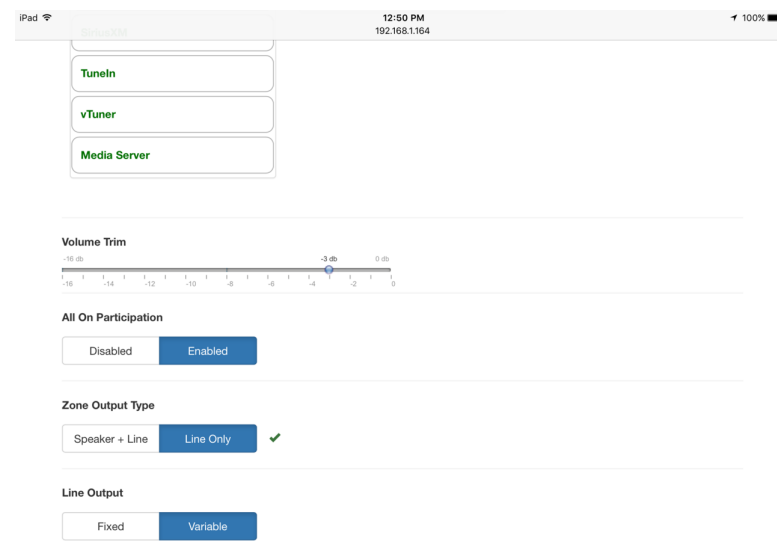 iPad 12:50 PM 100%
192.168.1.164
TuneIn
vTuner
Media Server
Volume Trim
-16 db -3 db 0 db
-16 -14 -12 -10 -8 -6 -4 -2 0
All On Participation
Disabled Enabled
Zone Output Type
Speaker + Line Line Only
Line Output
Fixed Variable